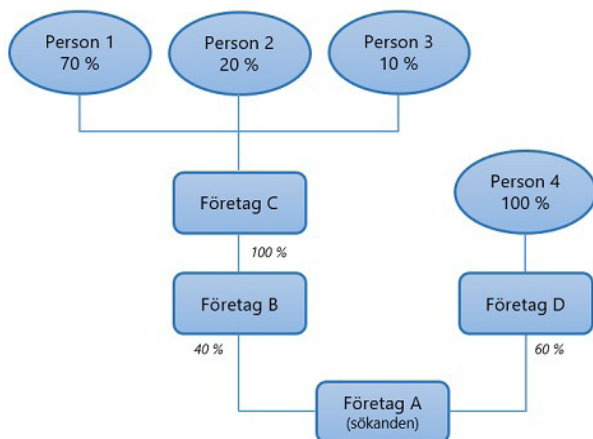 Person 1
70 %
Person 2
20 %
Person 3
10 %
Företag C
Person 4
100 %
100 %
Företag B
Företag D
40 %
60 %
Företag A
(sökanden)